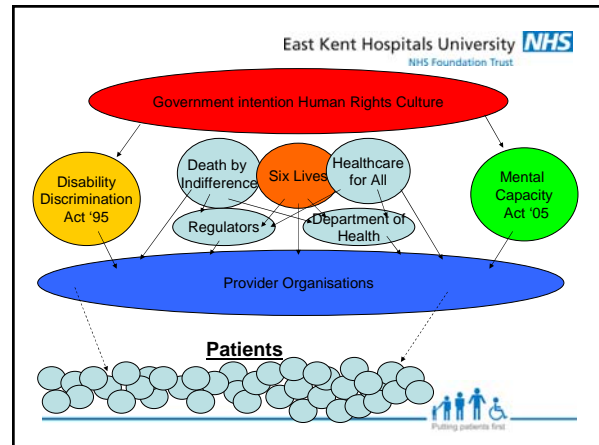 East Kent Hospitals University NHS
NHS Foundation Trust
Government intention Human Rights Culture
Disability
Discrimination
Act ‘95
Death by
Indifference
Six Lives
Healthcare
for All
Mental
Capacity
Act ‘05
Regulators
Department of
Health
Provider Organisations
Patients
Putting patients first